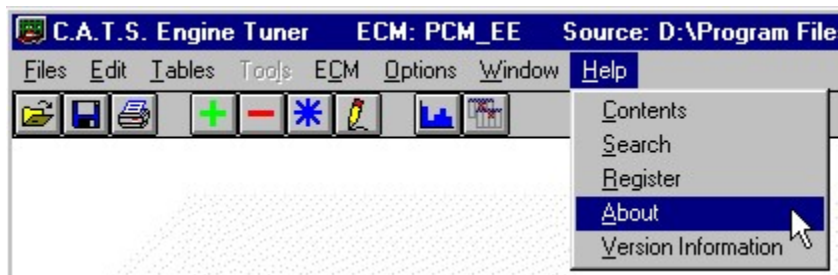 C.A.T.S. Engine Tuner ECM: PCM_EE Source: D:\Program File
Files Edit Tables Tools ECM Options Window Help
Contents
Search
Register
About
Version Information